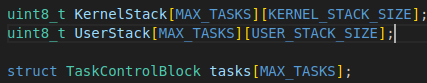 uint8_t KernelStack[MAX_TASKS][KERNEL_STACK_SIZE];
uint8_t UserStack[MAX_TASKS][USER_STACK_SIZE];
struct TaskControlBlock tasks[MAX_TASKS];